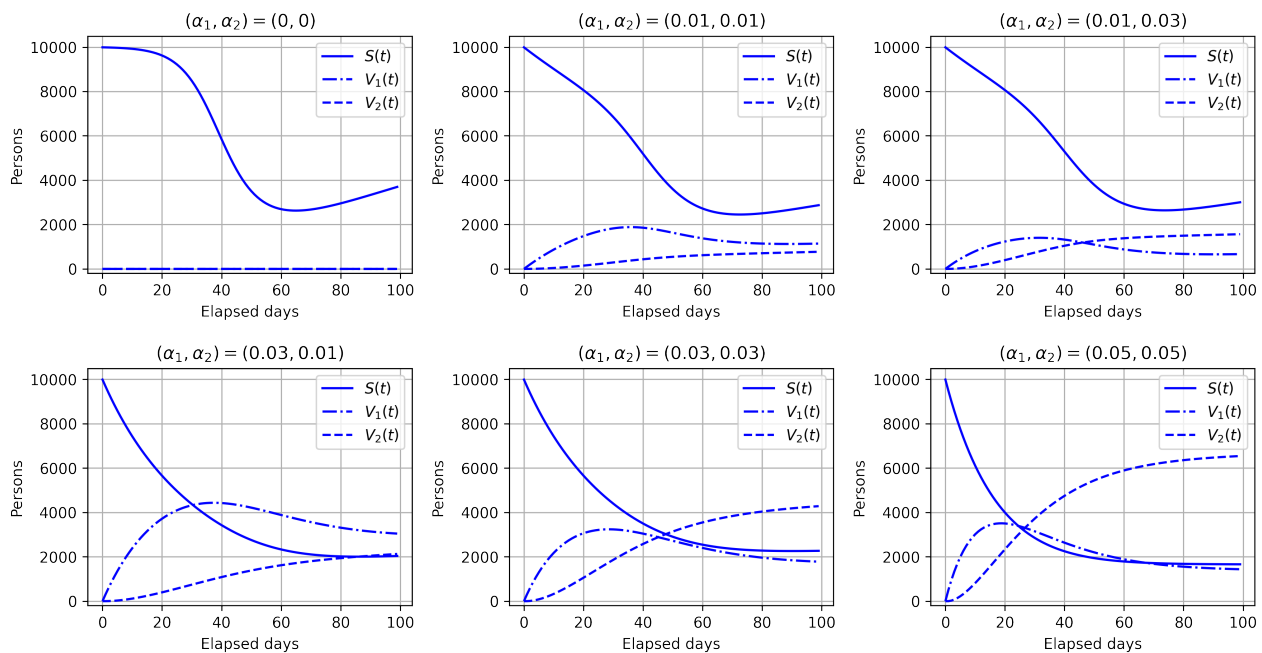 (α₁, α₂) = (0, 0)
10000
8000
6000
4000
2000
0
Persons
0 20 40 60 80 100
Elapsed days
S(t)
V₁(t)
V₂(t)
(α₁, α₂) = (0.01, 0.01)
10000
8000
6000
4000
2000
0
Persons
0 20 40 60 80 100
Elapsed days
S(t)
V₁(t)
V₂(t)
(α₁, α₂) = (0.01, 0.03)
10000
8000
6000
4000
2000
0
Persons
0 20 40 60 80 100
Elapsed days
S(t)
V₁(t)
V₂(t)
(α₁, α₂) = (0.03, 0.01)
10000
8000
6000
4000
2000
0
Persons
0 20 40 60 80 100
Elapsed days
S(t)
V₁(t)
V₂(t)
(α₁, α₂) = (0.03, 0.03)
10000
8000
6000
4000
2000
0
Persons
0 20 40 60 80 100
Elapsed days
S(t)
V₁(t)
V₂(t)
(α₁, α₂) = (0.05, 0.05)
10000
8000
6000
4000
2000
0
Persons
0 20 40 60 80 100
Elapsed days
S(t)
V₁(t)
V₂(t)